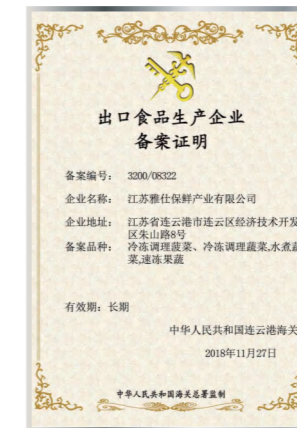 出口食品生产企业
备案证明
备案编号： 3200/08322
企业名称： 江苏雅仕保鲜产业有限公司
企业地址： 江苏省连云港市连云区经济技术开发
区朱山路8号
备案品种： 冷冻调理菠菜、冷冻调理蔬菜,水煮蔬
菜,速冻果蔬
有效期：长期
中华人民共和国连云港海关
2018年11月27日
中华人民共和国海关总署监制